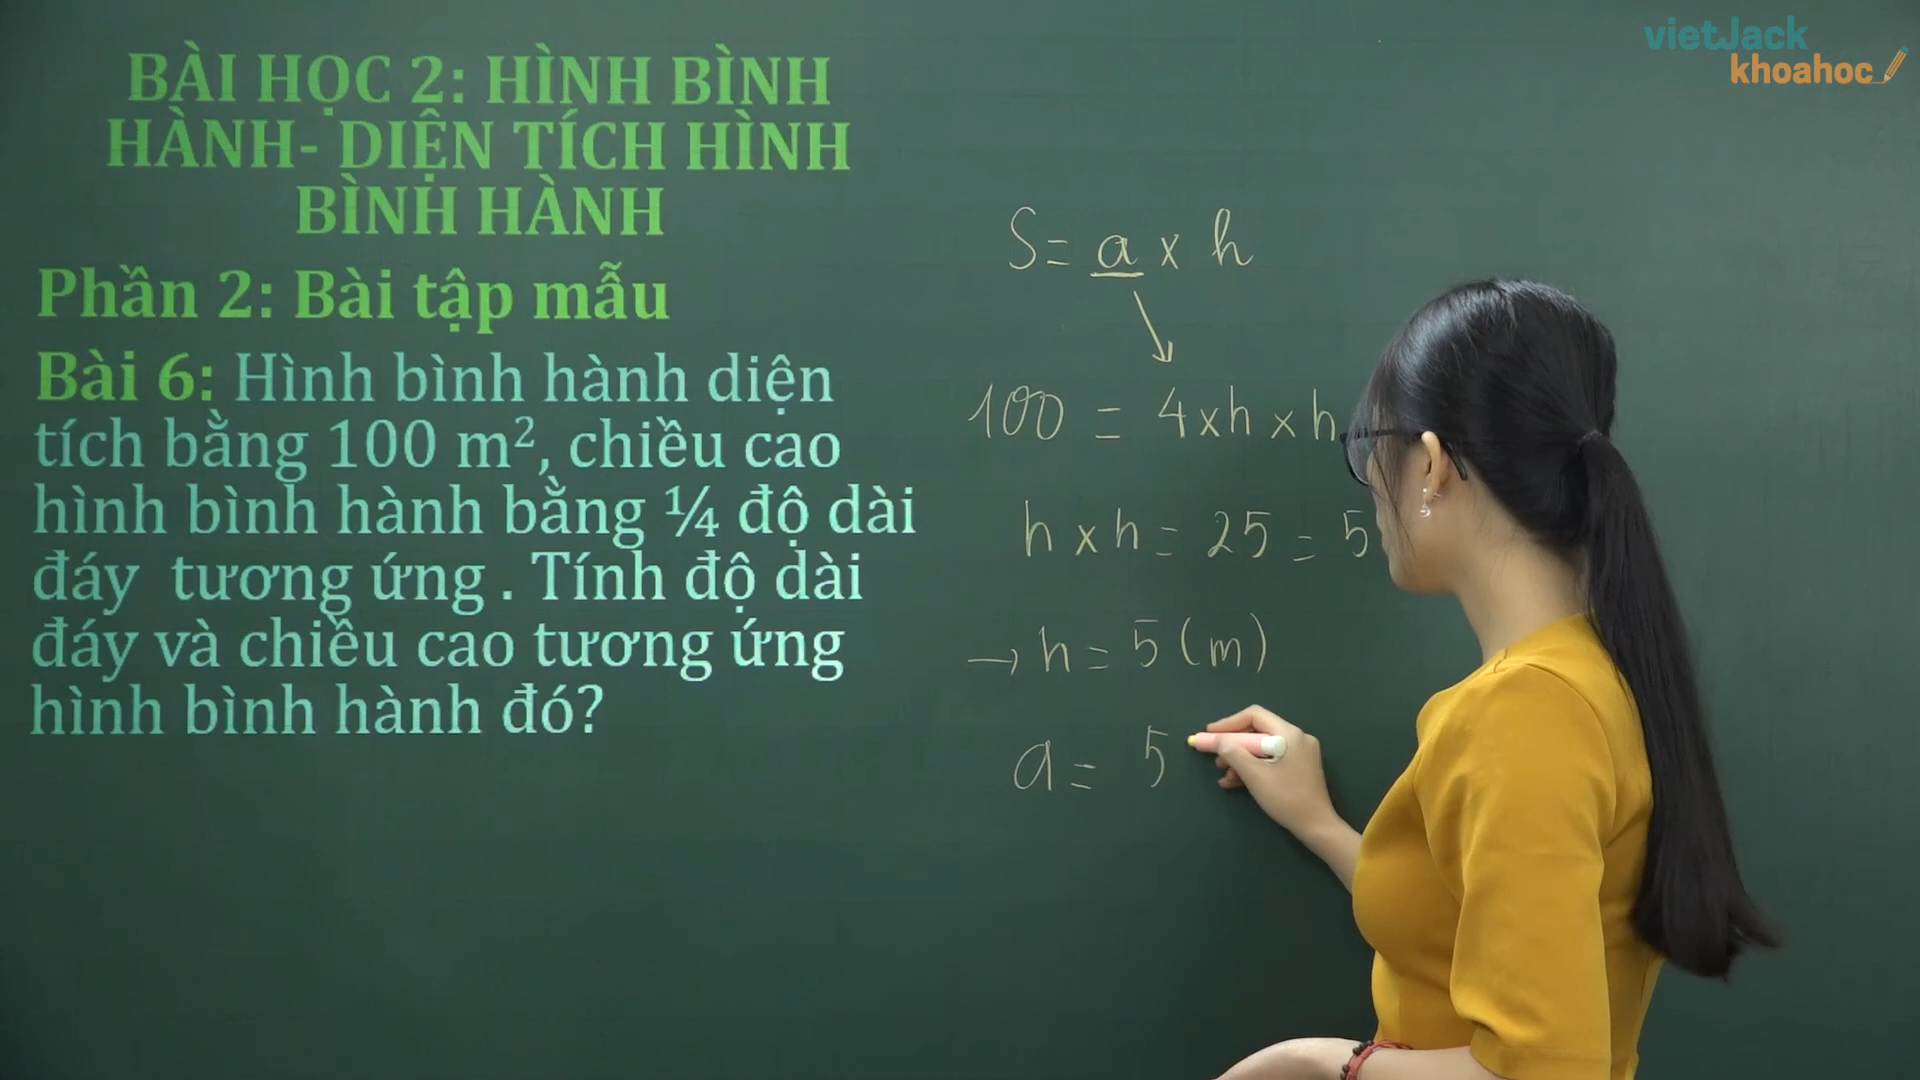 vietJack
khoahoc
BÀI HỌC 2: HÌNH BÌNH
HÀNH- DIỆN TÍCH HÌNH
BÌNH HÀNH
Phần 2: Bài tập mẫu
Bài 6: Hình bình hành diện
tích bằng 100 m², chiều cao
hình bình hành bằng ¼ độ dài
đáy tương ứng . Tính độ dài
đáy và chiều cao tương ứng
hình bình hành đó?
S = a x h
100 = 4 x h x h
h x h = 25 = 5
→ h = 5 (m)
a = 5